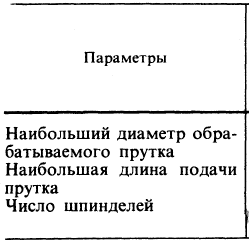 Параметры
Наибольший диаметр обра-
батываемого прутка
Наибольшая длина подачи
прутка
Число шпинделей